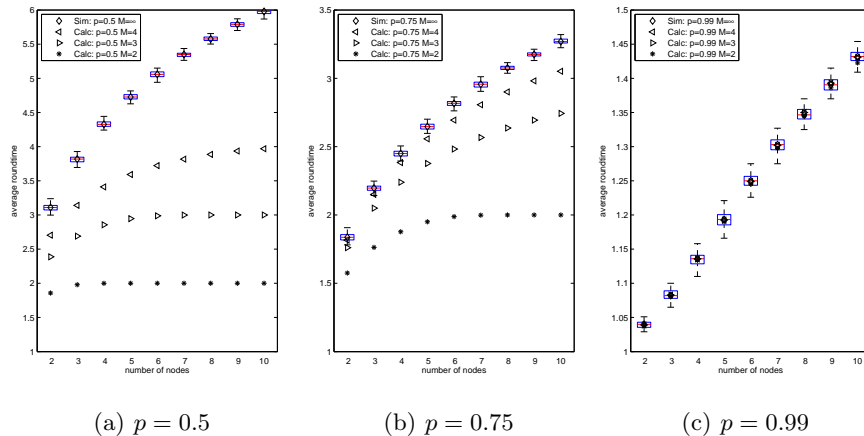 Sim: p=0.5 M=∞
Calc: p=0.5 M=4
Calc: p=0.5 M=3
Calc: p=0.5 M=2
6
5.5
5
4.5
4
3.5
3
2.5
2
1.5
1
average roundtime
2 3 4 5 6 7 8 9 10
number of nodes
(a) p = 0.5
Sim: p=0.75 M=∞
Calc: p=0.75 M=4
Calc: p=0.75 M=3
Calc: p=0.75 M=2
3.5
3
2.5
2
1.5
1
average roundtime
2 3 4 5 6 7 8 9 10
number of nodes
(b) p = 0.75
Sim: p=0.99 M=∞
Calc: p=0.99 M=4
Calc: p=0.99 M=3
Calc: p=0.99 M=2
1.5
1.45
1.4
1.35
1.3
1.25
1.2
1.15
1.1
1.05
1
average roundtime
2 3 4 5 6 7 8 9 10
number of nodes
(c) p = 0.99